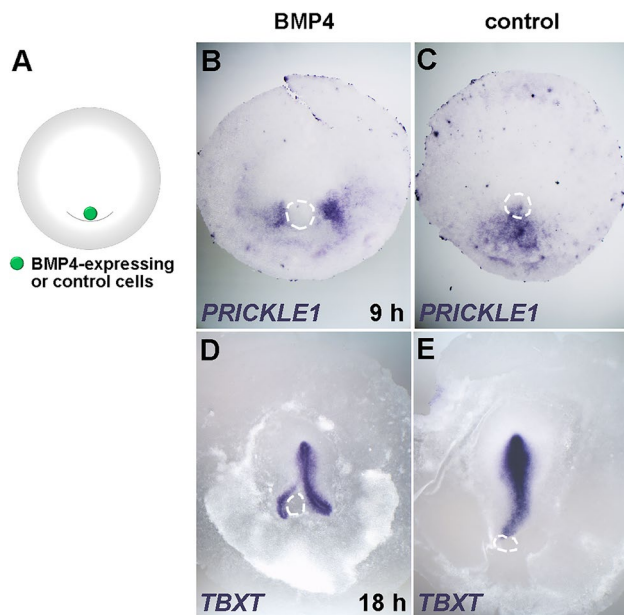 BMP4
control
A
B
C
BMP4-expressing
or control cells
PRICKLE1
9 h
PRICKLE1
D
E
TBXT
18 h
TBXT